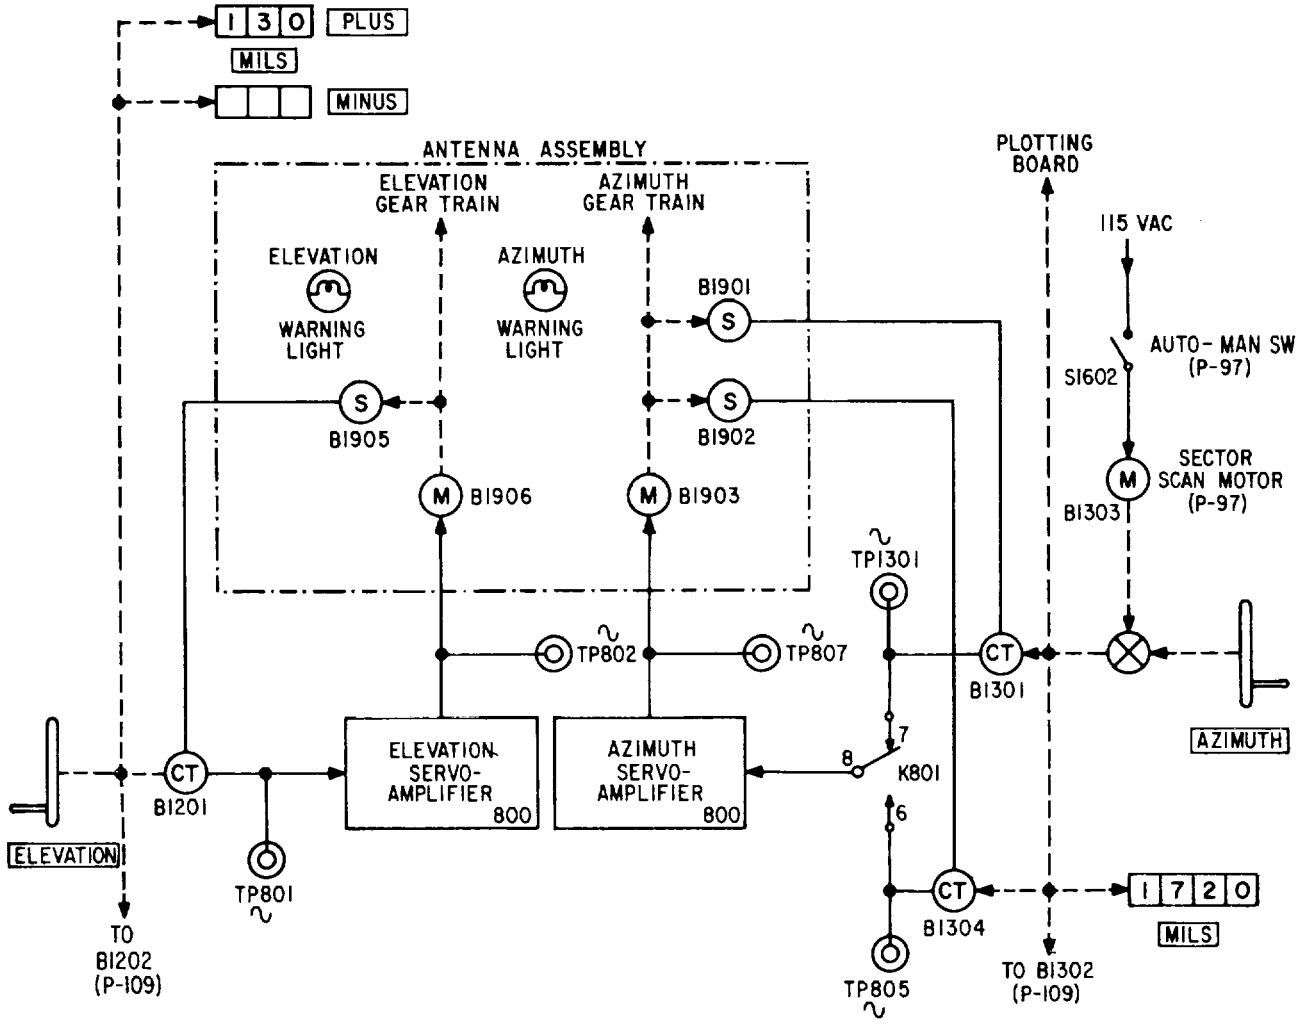 1 3 0 PLUS
MILS
MINUS
ANTENNA ASSEMBLY
ELEVATION
GEAR TRAIN
AZIMUTH
GEAR TRAIN
PLOTTING
BOARD
115 VAC
ELEVATION
WARNING
LIGHT
AZIMUTH
WARNING
LIGHT
B1901
S
S
B1902
S
B1905
AUTO-MAN SW
(P-97)
S1602
M
SECTOR
SCAN MOTOR
(P-97)
B1303
M B1906
M B1903
TP1301
TP802
TP807
CT
B1301
AZIMUTH
CT
B1201
ELEVATION
SERVO-
AMPLIFIER
800
AZIMUTH
SERVO-
AMPLIFIER
800
7
8
K801
6
ELEVATION
TP801
CT
B1304
1 7 2 0
MILS
TP805
TO
B1202
(P-109)
TO B1302
(P-109)